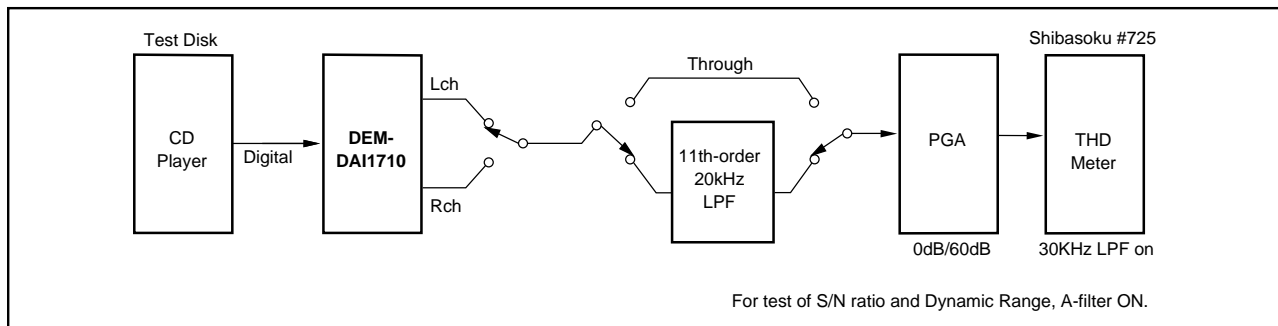 Test Disk
CD
Player
Digital
DEM-
DAI1710
Lch
Rch
Through
11th-order
20kHz
LPF
PGA
0dB/60dB
Shibasoku #725
THD
Meter
30KHz LPF on
For test of S/N ratio and Dynamic Range, A-filter ON.